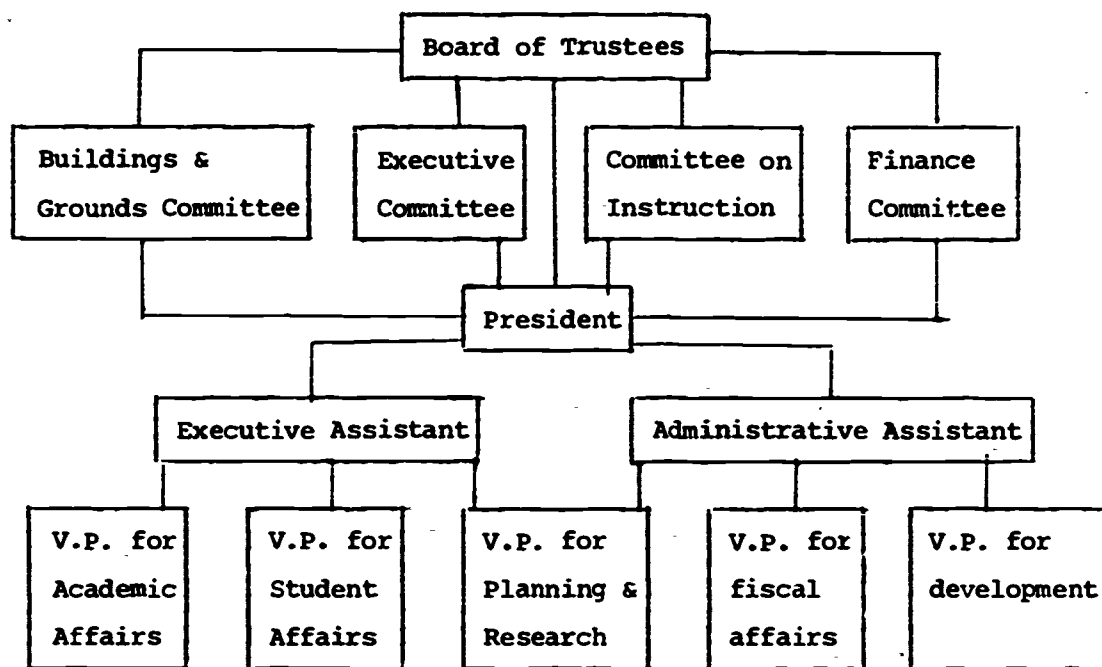 Board of Trustees
Buildings &
Grounds Committee
Executive
Committee
Committee on
Instruction
Finance
Committee
President
Executive Assistant
Administrative Assistant
V.P. for
Academic
Affairs
V.P. for
Student
Affairs
V.P. for
Planning &
Research
V.P. for
fiscal
affairs
V.P. for
development